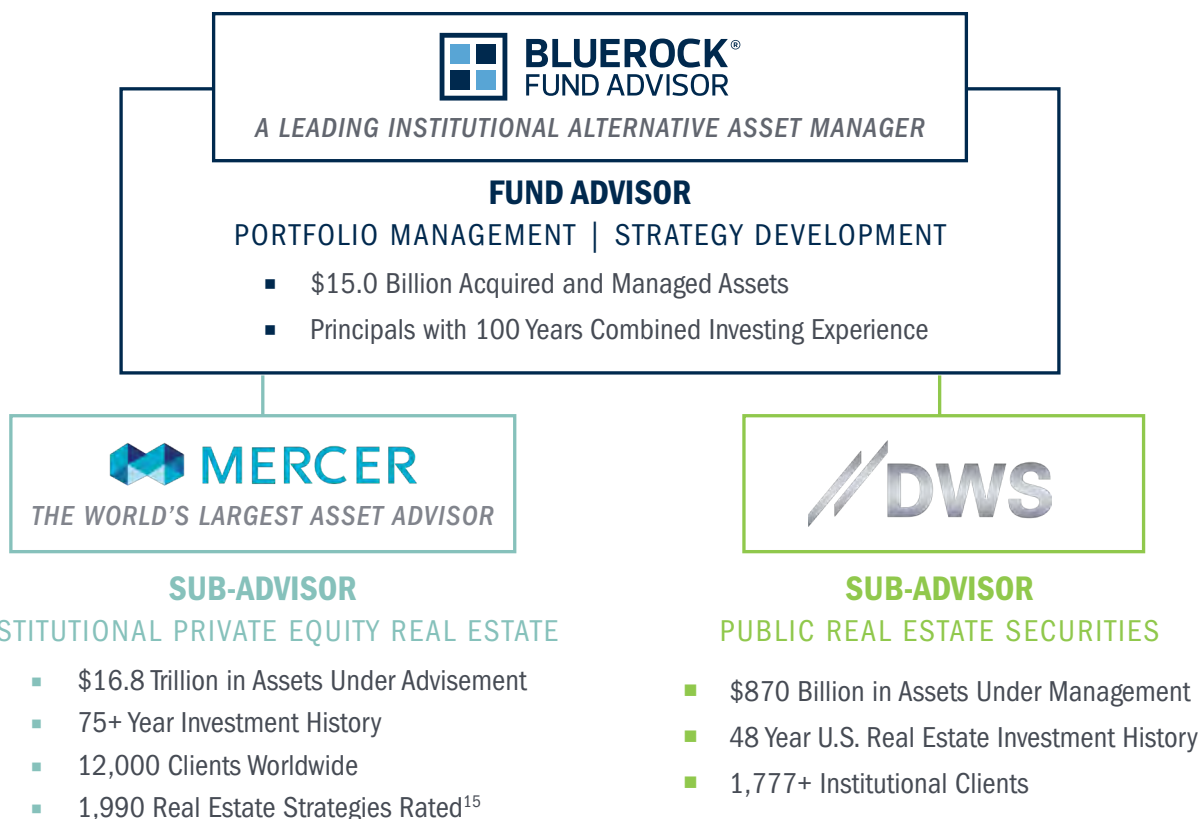 BLUEROCK®
FUND ADVISOR
A LEADING INSTITUTIONAL ALTERNATIVE ASSET MANAGER
FUND ADVISOR
PORTFOLIO MANAGEMENT | STRATEGY DEVELOPMENT
▪ $15.0 Billion Acquired and Managed Assets
▪ Principals with 100 Years Combined Investing Experience
MERCER
THE WORLD'S LARGEST ASSET ADVISOR
SUB-ADVISOR
STITUTIONAL PRIVATE EQUITY REAL ESTATE
▪ $16.8 Trillion in Assets Under Advisement
▪ 75+ Year Investment History
▪ 12,000 Clients Worldwide
▪ 1,990 Real Estate Strategies Rated¹⁵
DWS
SUB-ADVISOR
PUBLIC REAL ESTATE SECURITIES
▪ $870 Billion in Assets Under Management
▪ 48 Year U.S. Real Estate Investment History
▪ 1,777+ Institutional Clients